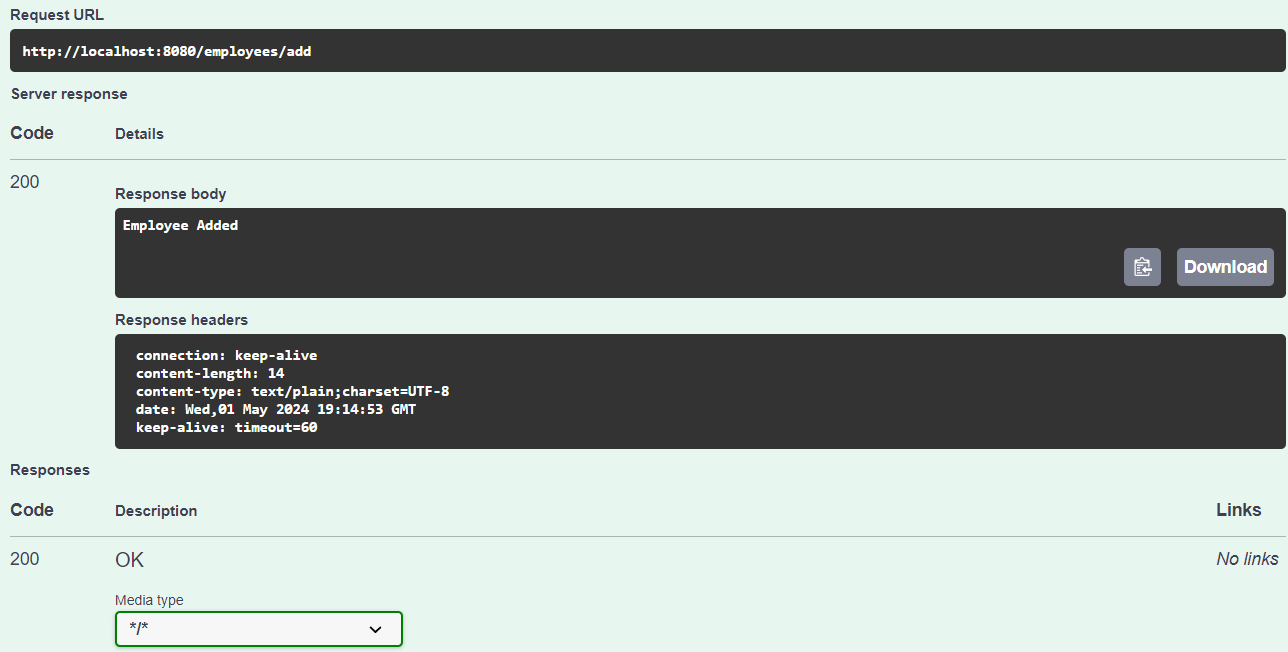 Request URL
http://localhost:8080/employees/add
Server response
Code Details
200
Response body
Employee Added
Download
Response headers
connection: keep-alive
content-length: 14
content-type: text/plain;charset=UTF-8
date: Wed,01 May 2024 19:14:53 GMT
keep-alive: timeout=60
Responses
Code Description Links
200 OK No links
Media type
*/*